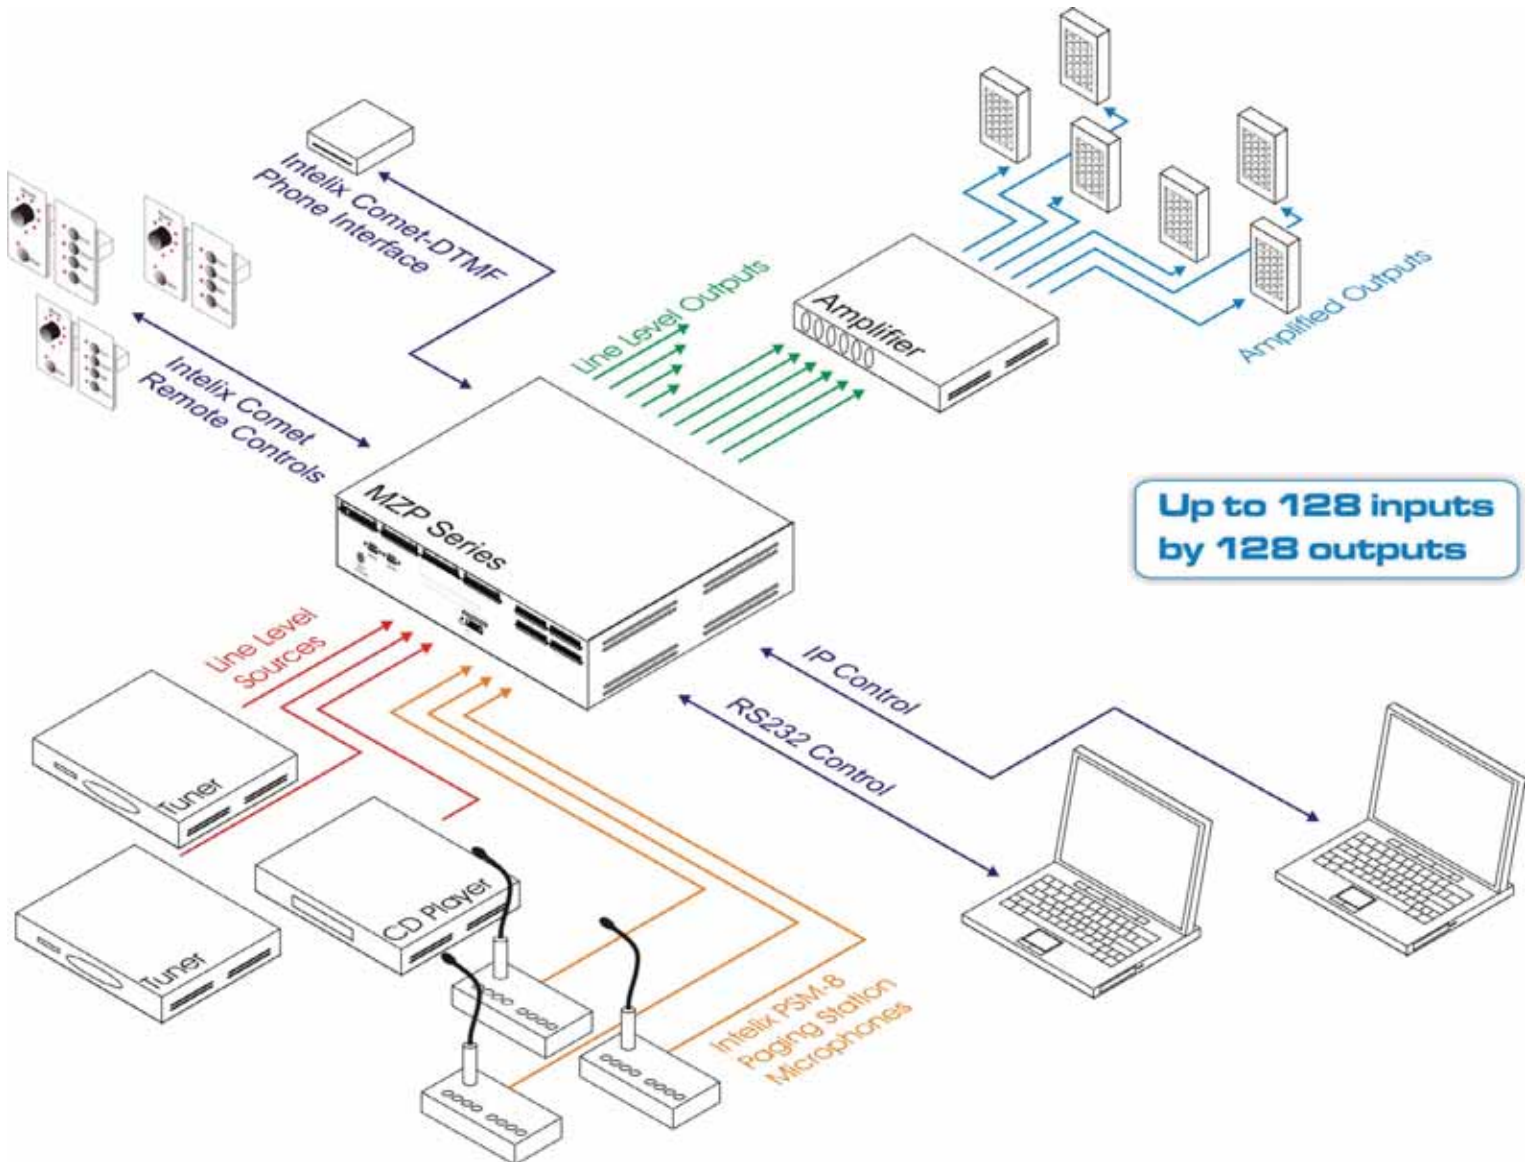 Intelix Comet-DTMF
Phone Interface
Intelix Comet
Remote Controls
Line Level Outputs
Amplifier
Amplified Outputs
MZP Series
Up to 128 inputs
by 128 outputs
Line Level
Sources
IP Control
RS232 Control
Tuner
Tuner
CD Player
Intelix PSM-8
Paging Station
Microphones